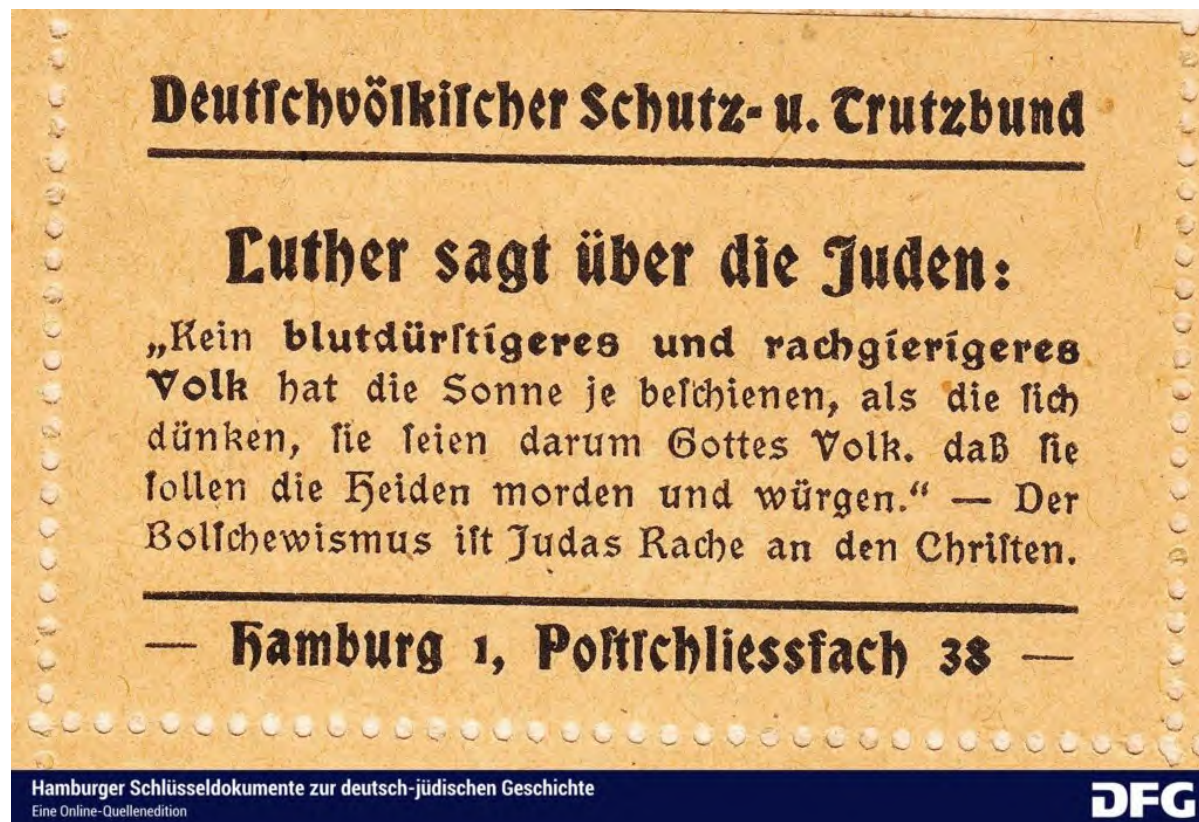 Deutſchvölkiſcher Schutz- u. Trutzbund
Luther sagt über die Juden:
„Kein blutdürſtigeres und rachgierigeres
Volk hat die Sonne je beſchienen, als die ſich
dünken, ſie ſeien darum Gottes Volk. daß ſie
ſollen die Heiden morden und würgen.“ — Der
Bolſchewismus iſt Judas Rache an den Chriſten.
— Hamburg 1, Poſtſchliessfach 38 —
Hamburger Schlüsseldokumente zur deutsch-jüdischen Geschichte
Eine Online-Quellenedition
DFG